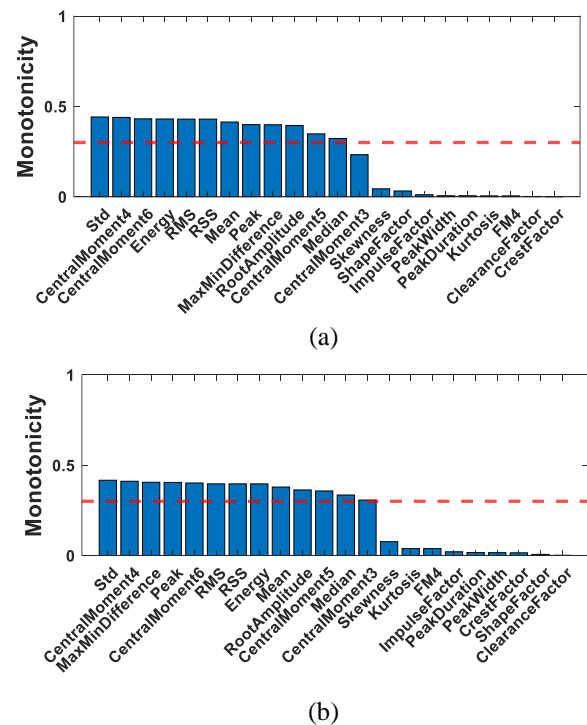 1
0.5
0
Monotonicity
Std
CentralMoment4
CentralMoment6
Energy
RMS
RSS
Mean
Peak
MaxMinDifference
RootAmplitude
CentralMoment5
Median
CentralMoment3
Skewness
ShapeFactor
ImpulseFactor
PeakWidth
PeakDuration
Kurtosis
FM4
ClearanceFactor
CrestFactor
(a)
1
0.5
0
Monotonicity
Std
CentralMoment4
MaxMinDifference
Peak
CentralMoment6
RMS
RSS
Energy
Mean
RootAmplitude
CentralMoment5
Median
CentralMoment3
Skewness
Kurtosis
FM4
ImpulseFactor
PeakDuration
PeakWidth
CrestFactor
ShapeFactor
ClearanceFactor
(b)